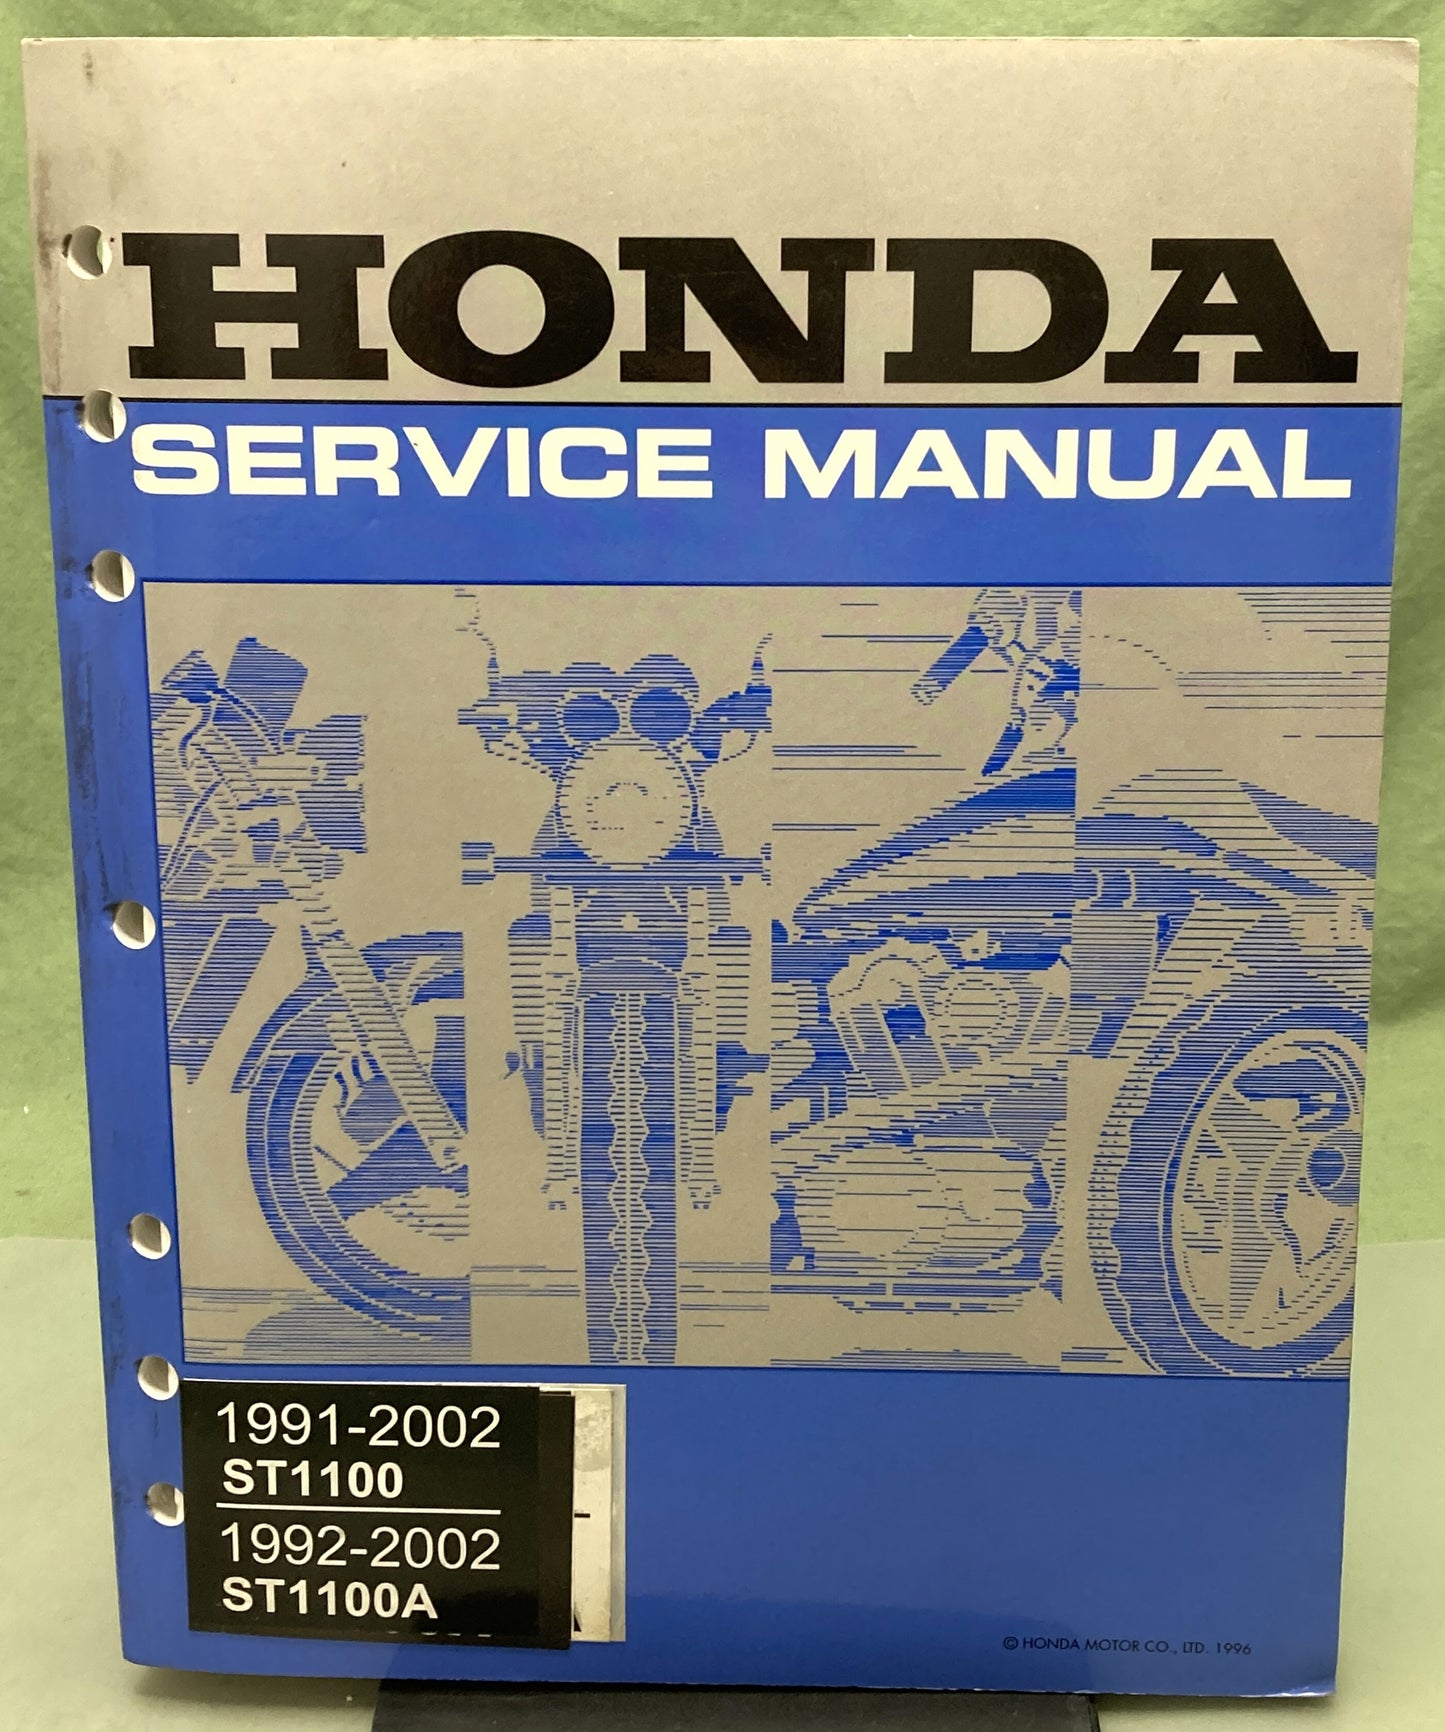 HONDA
SERVICE MANUAL
1991-2002
ST1100
1992-2002
ST1100A
© HONDA MOTOR CO., LTD. 1996